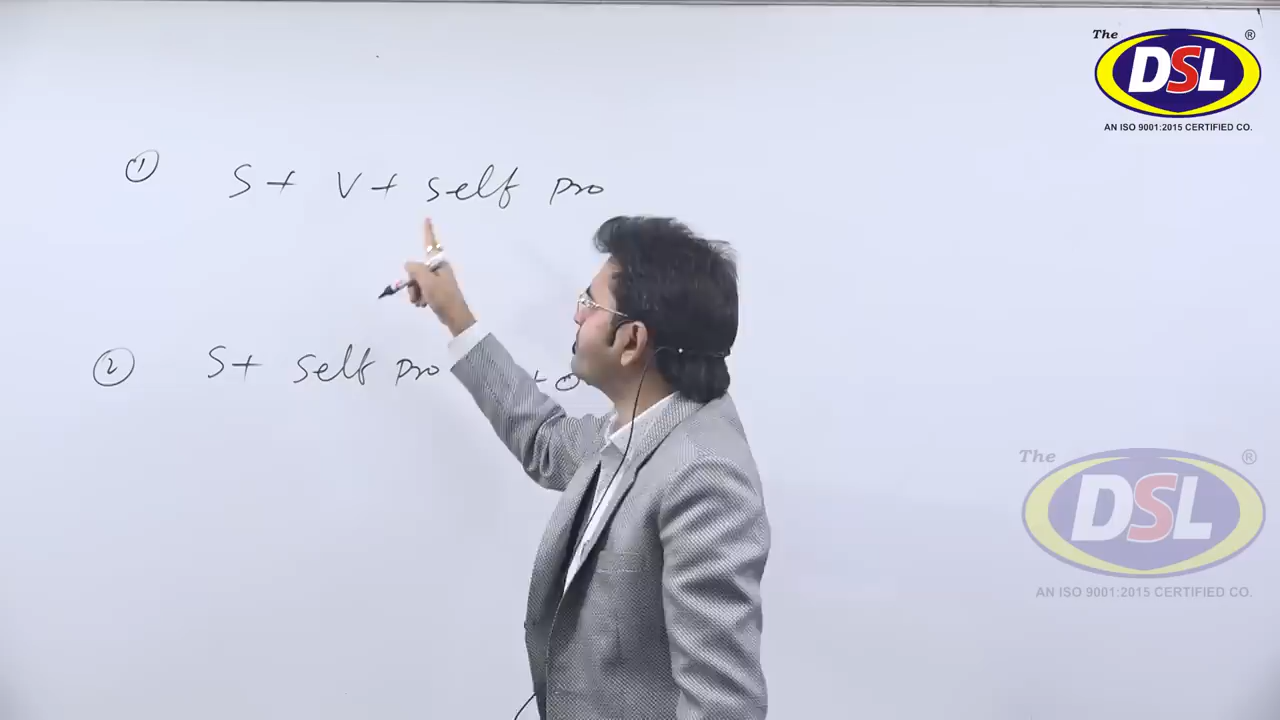 The DSL ®
AN ISO 9001:2015 CERTIFIED CO.
① S + V + self pro
② S + self pro + O
The DSL ®
AN ISO 9001:2015 CERTIFIED CO.